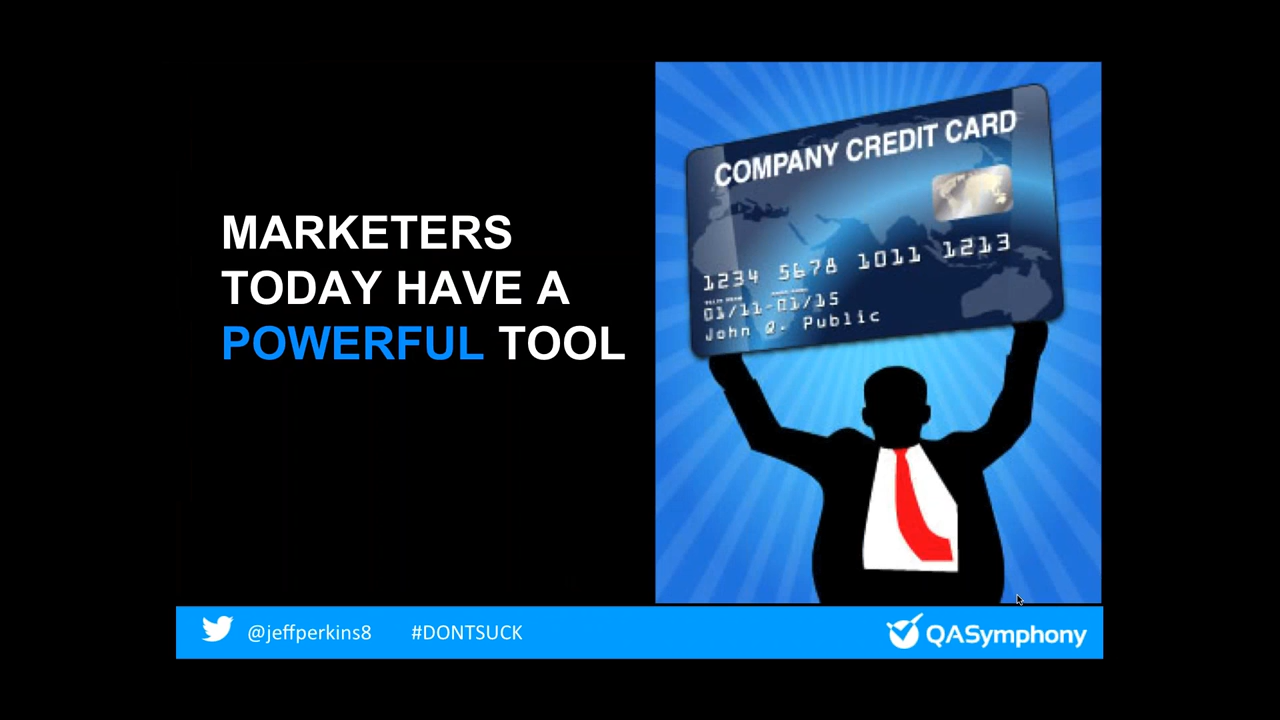 MARKETERS
TODAY HAVE A
POWERFUL TOOL
COMPANY CREDIT CARD
1234 5678 1011 1213
01/11-01/15
John Q. Public
@jeffperkins8 #DONTSUCK
QASymphony